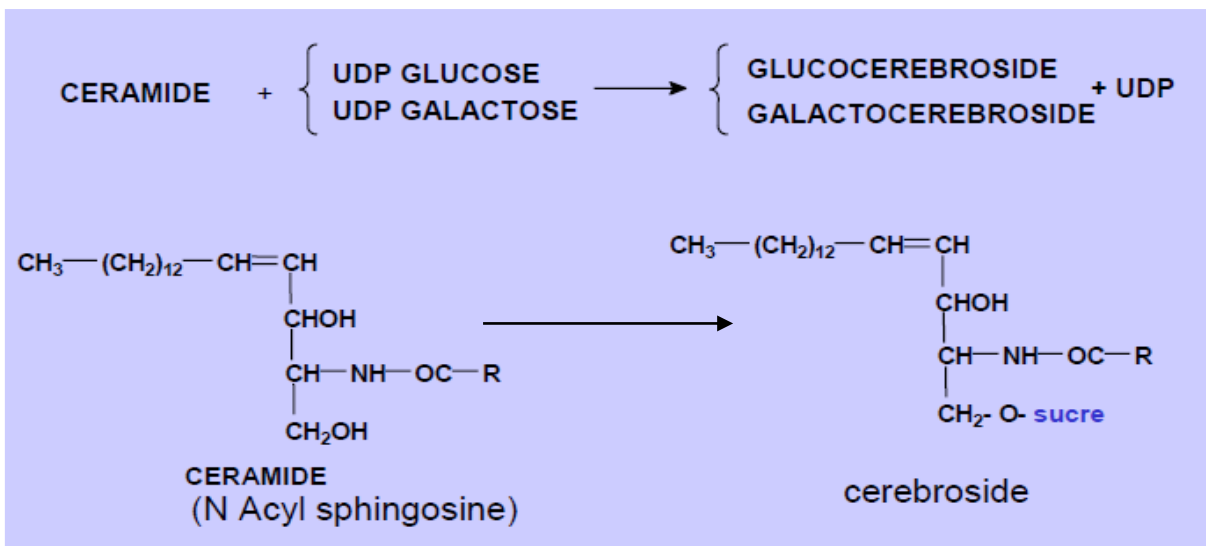 CERAMIDE + { UDP GLUCOSE → { GLUCOCEREBROSIDE + UDP
UDP GALACTOSE GALACTOCEREBROSIDE
CH₃—(CH₂)₁₂—CH=CH
CHOH
CH—NH—OC—R
CH₂OH
CERAMIDE
(N Acyl sphingosine)
CH₃—(CH₂)₁₂—CH=CH
CHOH
CH—NH—OC—R
CH₂- O- sucre
cerebroside